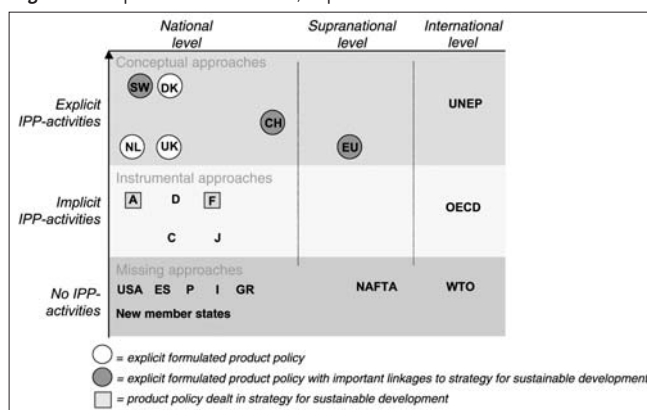 National level
Supranational level
International level
Conceptual approaches
SW DK
UNEP
Explicit IPP-activities
CH
NL UK
EU
Instrumental approaches
A D F
Implicit IPP-activities
OECD
C J
Missing approaches
USA ES P I GR
NAFTA
WTO
No IPP-activities
New member states
= explicit formulated product policy
= explicit formulated product policy with important linkages to strategy for sustainable development
= product policy dealt in strategy for sustainable development